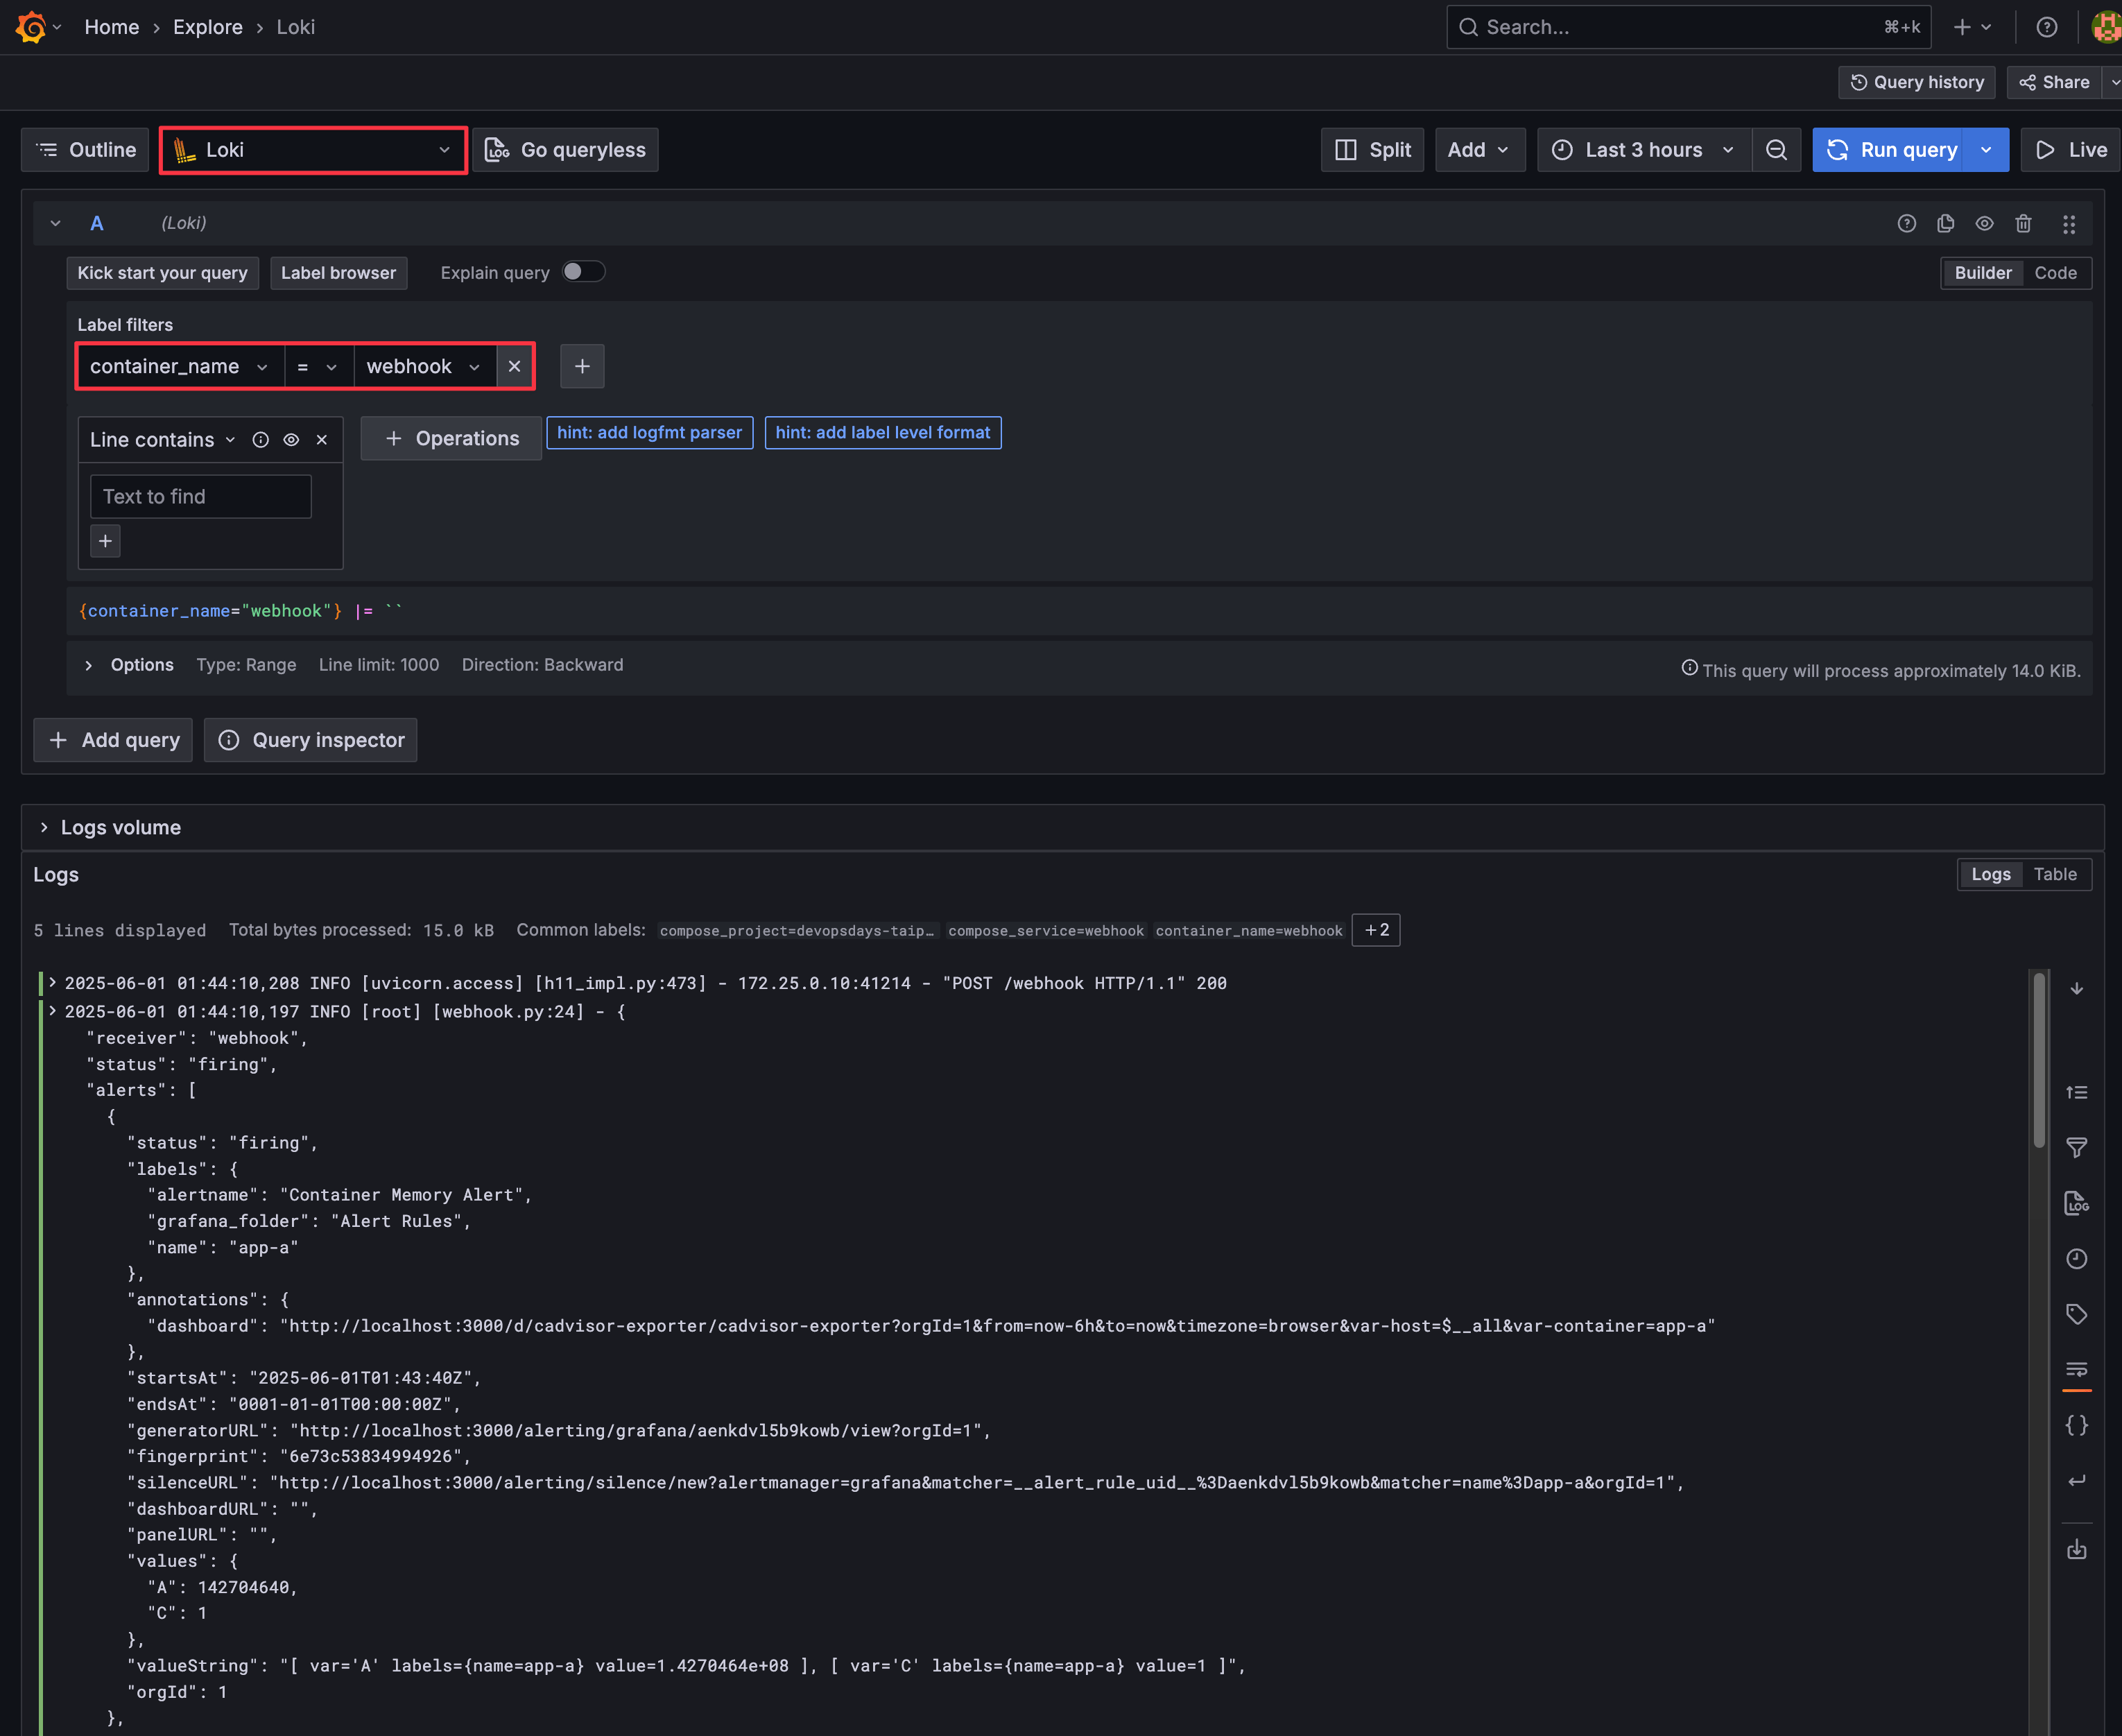 Home › Explore › Loki
Search...
⌘+k
Query history
Share
Outline
Loki
Go queryless
Split
Add
Last 3 hours
Run query
Live
A (Loki)
Kick start your query
Label browser
Explain query
Builder
Code
Label filters
container_name = webhook
Line contains
Operations
hint: add logfmt parser
hint: add label level format
Text to find
{container_name="webhook"} |= ``
Options Type: Range Line limit: 1000 Direction: Backward
This query will process approximately 14.0 KiB.
Add query
Query inspector
Logs volume
Logs
Logs
Table
5 lines displayed Total bytes processed: 15.0 kB Common labels: compose_project=devopsdays-taip… compose_service=webhook container_name=webhook +2
2025-06-01 01:44:10,208 INFO [uvicorn.access] [h11_impl.py:473] - 172.25.0.10:41214 - "POST /webhook HTTP/1.1" 200
2025-06-01 01:44:10,197 INFO [root] [webhook.py:24] - {
"receiver": "webhook",
"status": "firing",
"alerts": [
{
"status": "firing",
"labels": {
"alertname": "Container Memory Alert",
"grafana_folder": "Alert Rules",
"name": "app-a"
},
"annotations": {
"dashboard": "http://localhost:3000/d/cadvisor-exporter/cadvisor-exporter?orgId=1&from=now-6h&to=now&timezone=browser&var-host=$__all&var-container=app-a"
},
"startsAt": "2025-06-01T01:43:40Z",
"endsAt": "0001-01-01T00:00:00Z",
"generatorURL": "http://localhost:3000/alerting/grafana/aenkdvl5b9kowb/view?orgId=1",
"fingerprint": "6e73c53834994926",
"silenceURL": "http://localhost:3000/alerting/silence/new?alertmanager=grafana&matcher=__alert_rule_uid__%3Daenkdvl5b9kowb&matcher=name%3Dapp-a&orgId=1",
"dashboardURL": "",
"panelURL": "",
"values": {
"A": 142704640,
"C": 1
},
"valueString": "[ var='A' labels={name=app-a} value=1.4270464e+08 ], [ var='C' labels={name=app-a} value=1 ]",
"orgId": 1
},
LOG